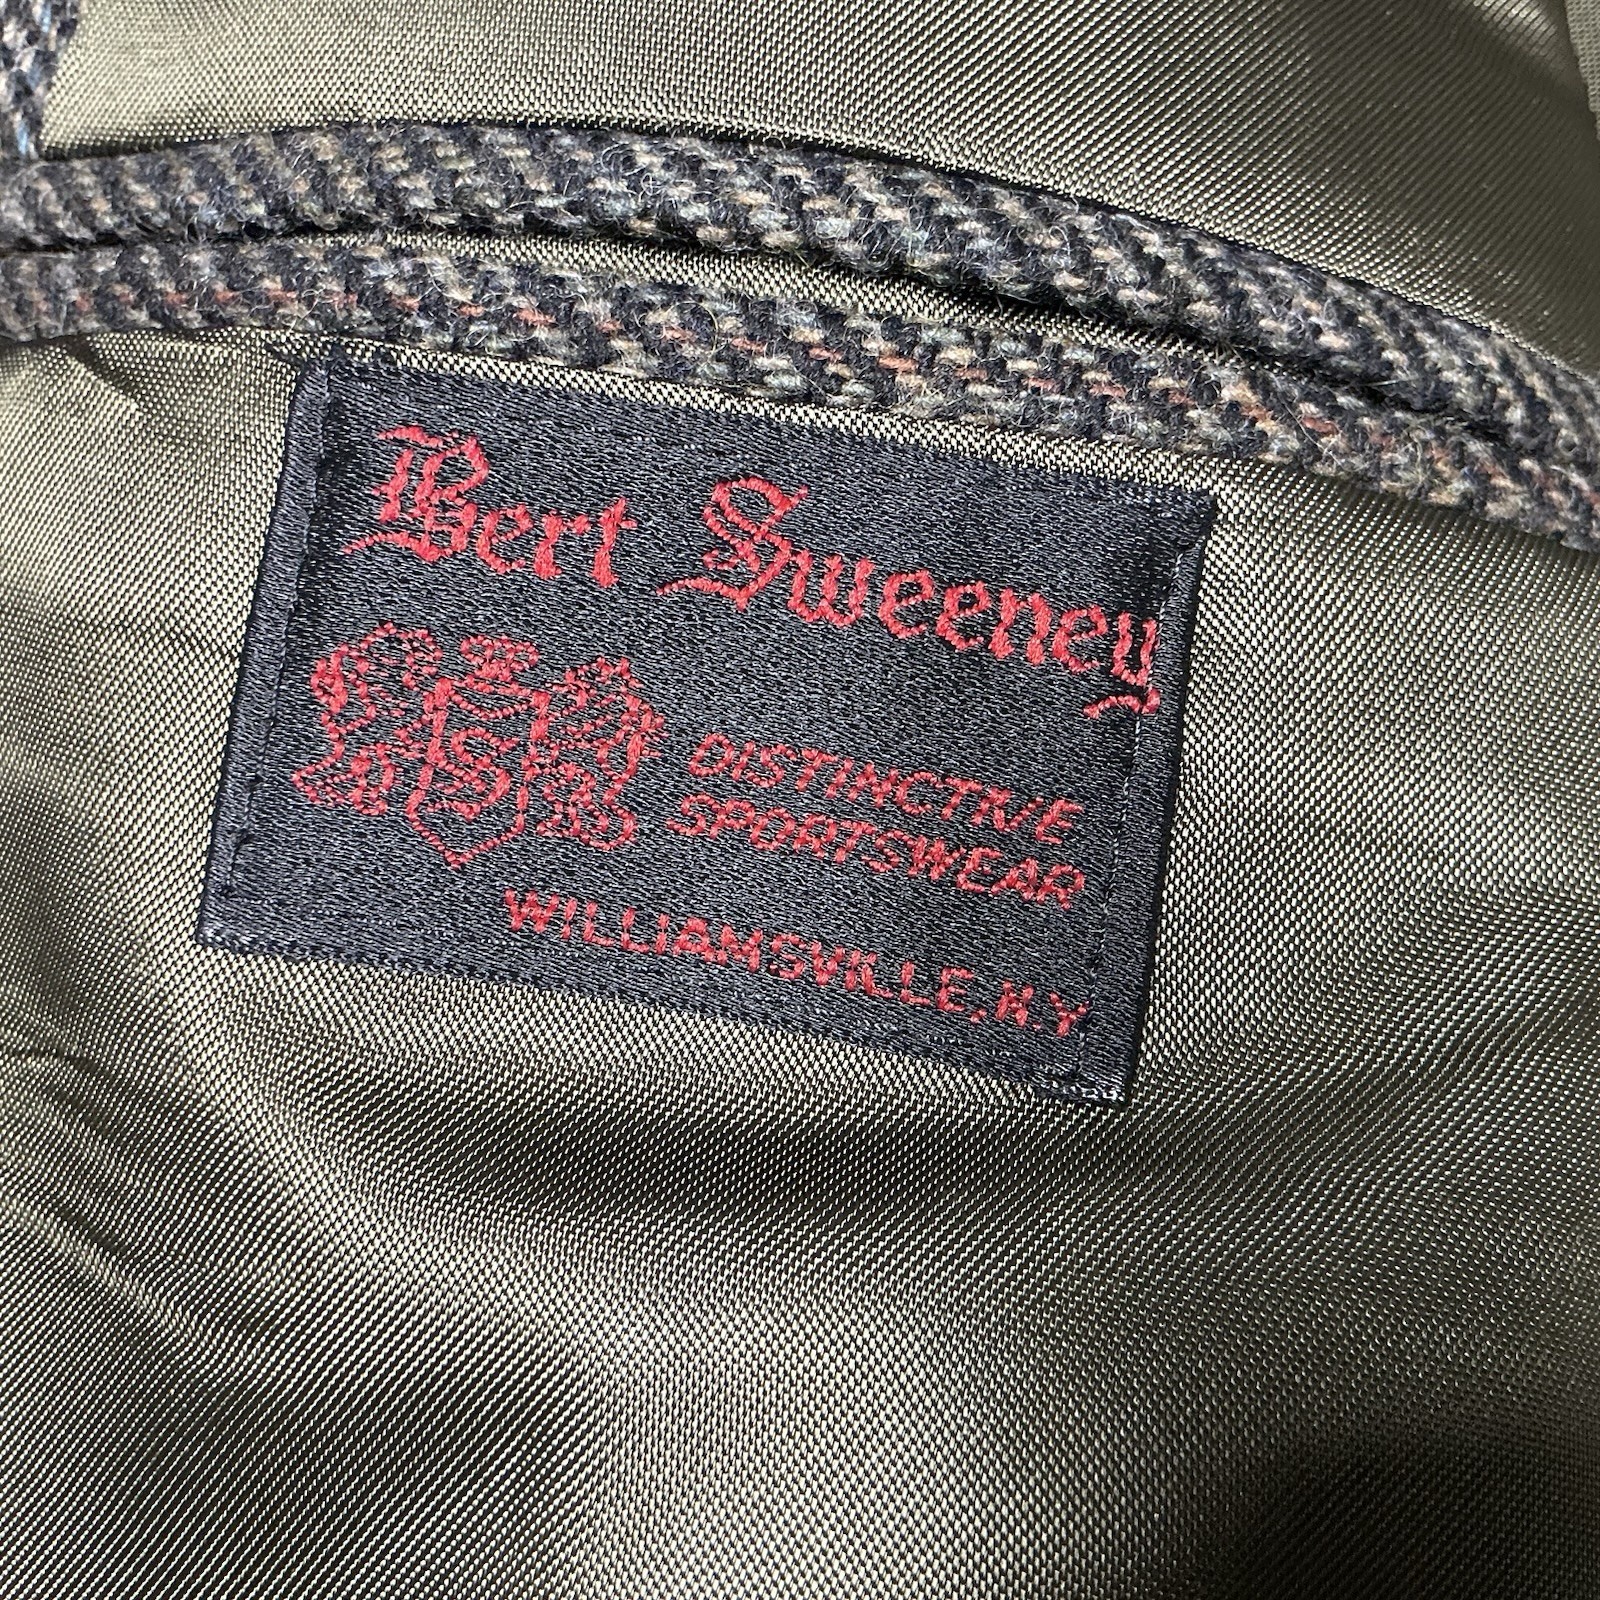 Bert Sweeney
S
DISTINCTIVE
SPORTSWEAR
WILLIAMSVILLE, N.Y